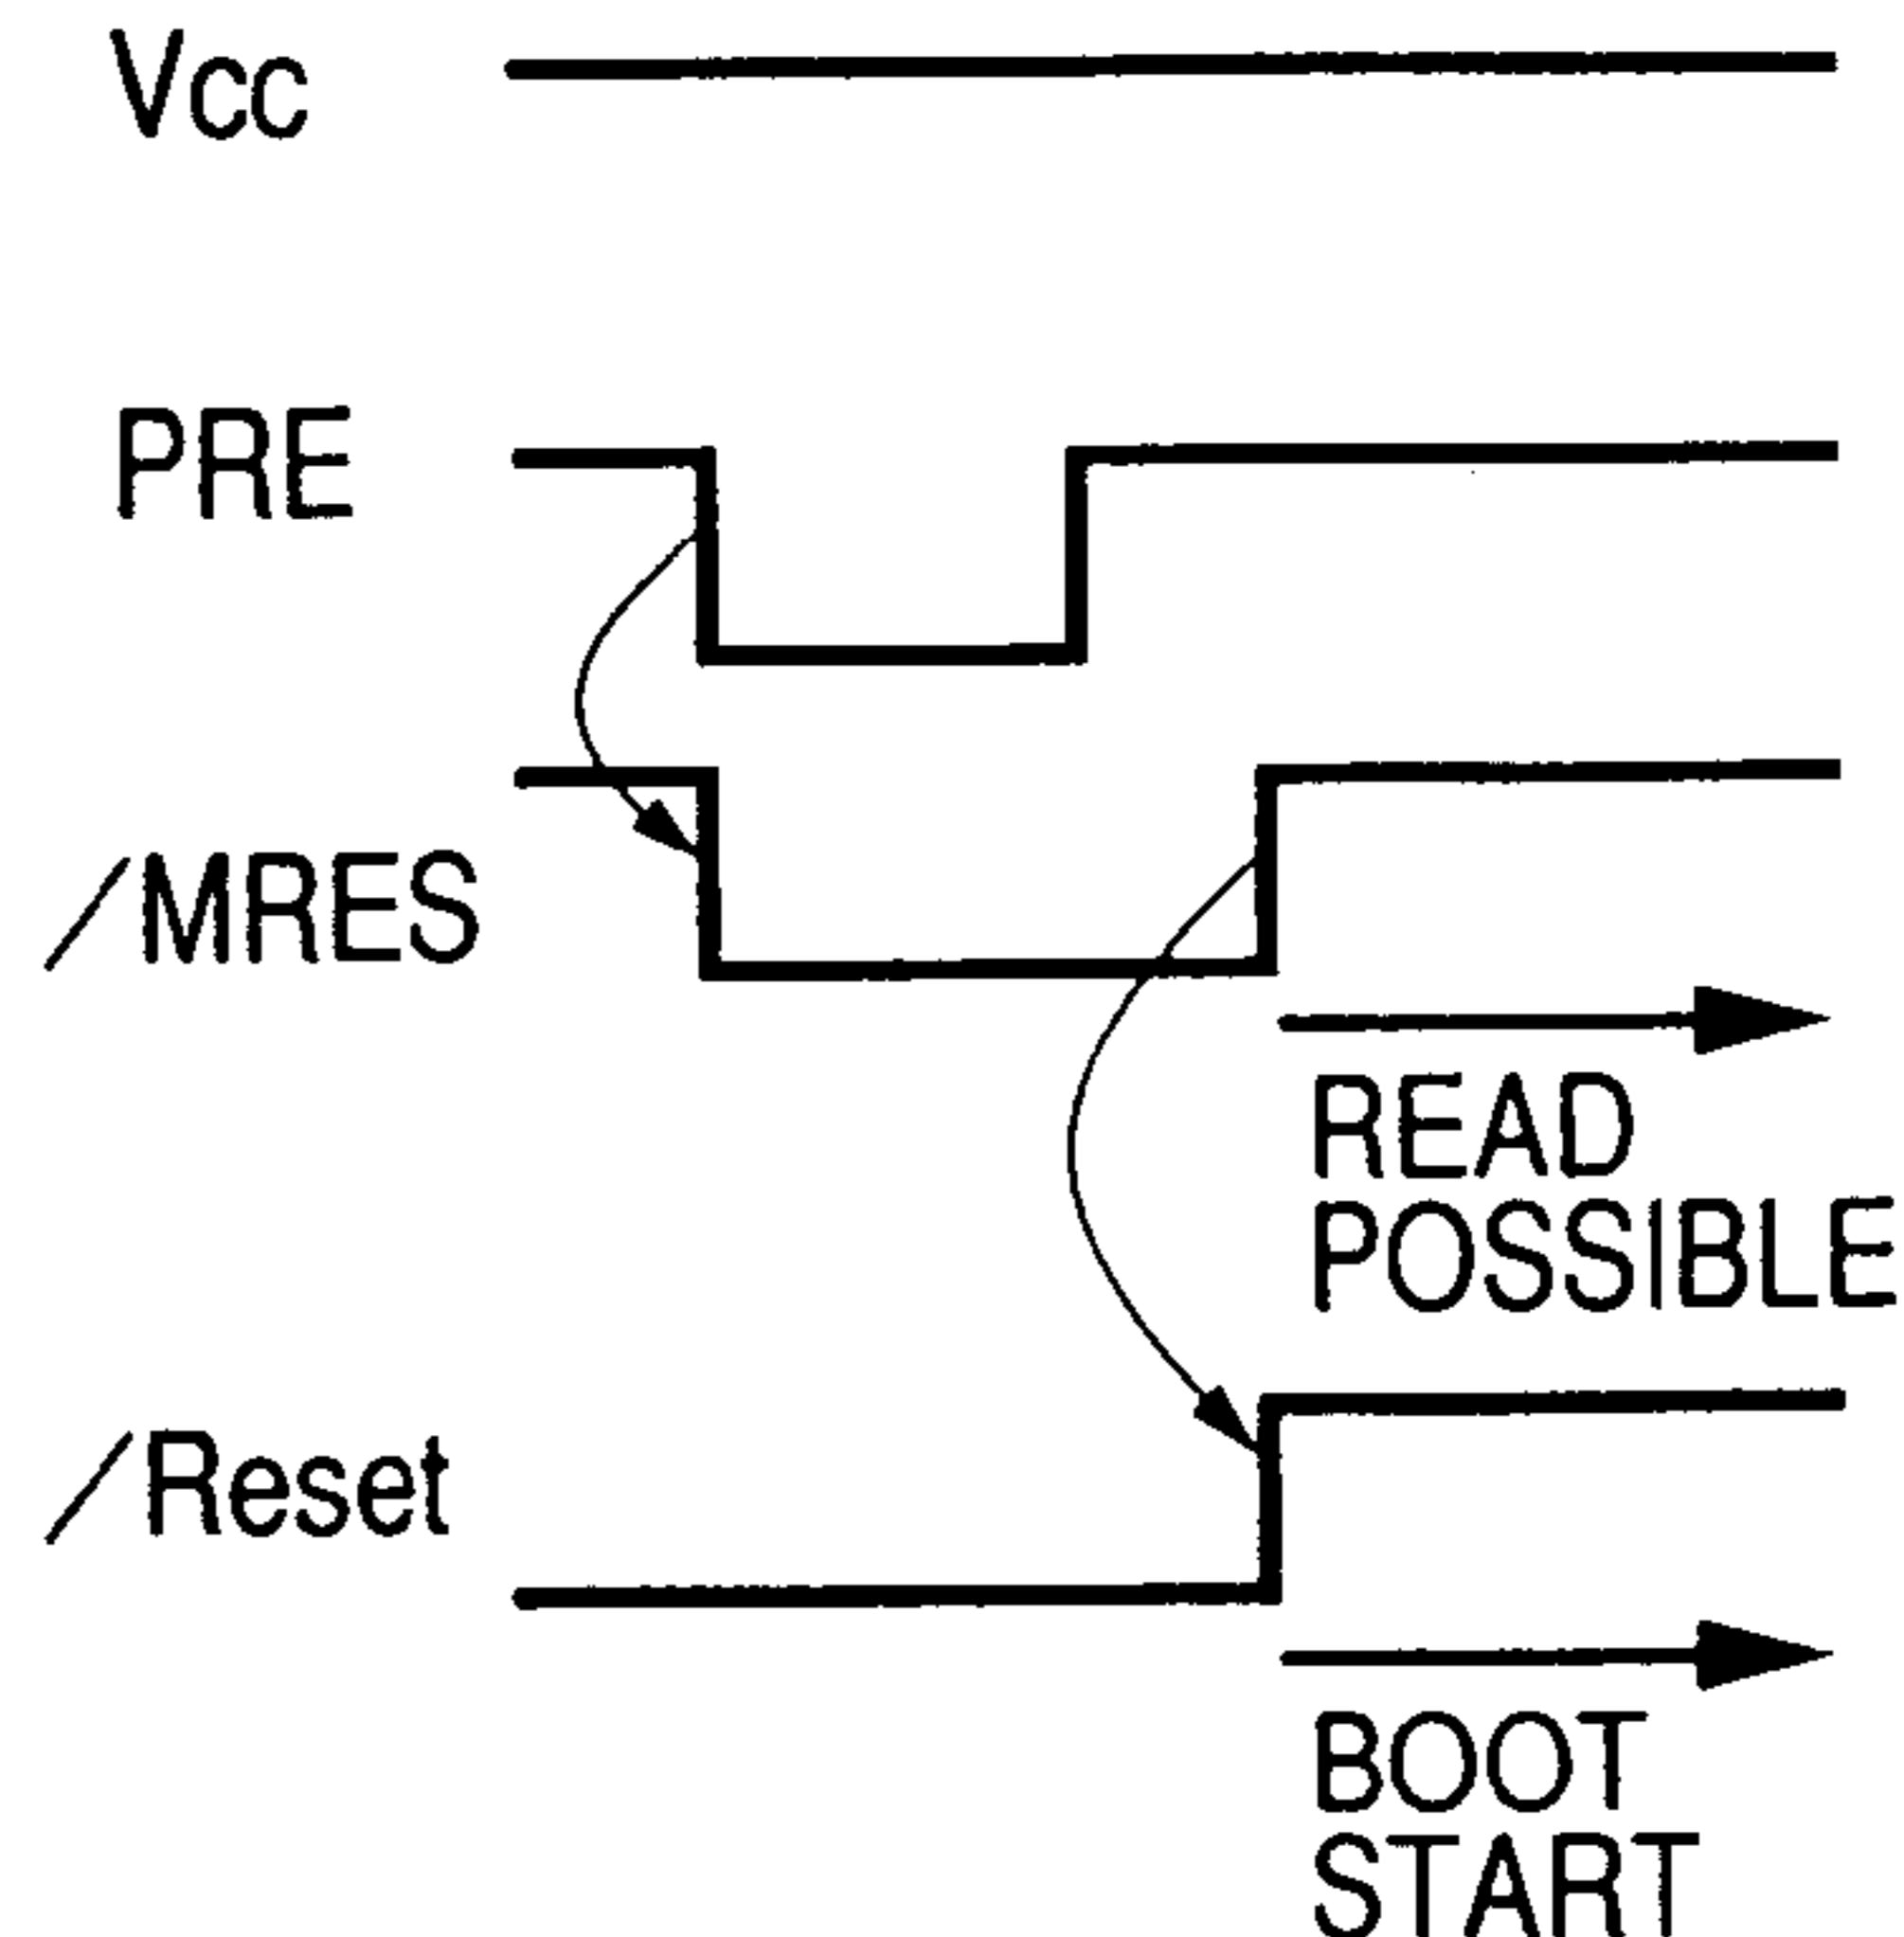 Vcc
PRE
/MRES
READ
POSSIBLE
/Reset
BOOT
START